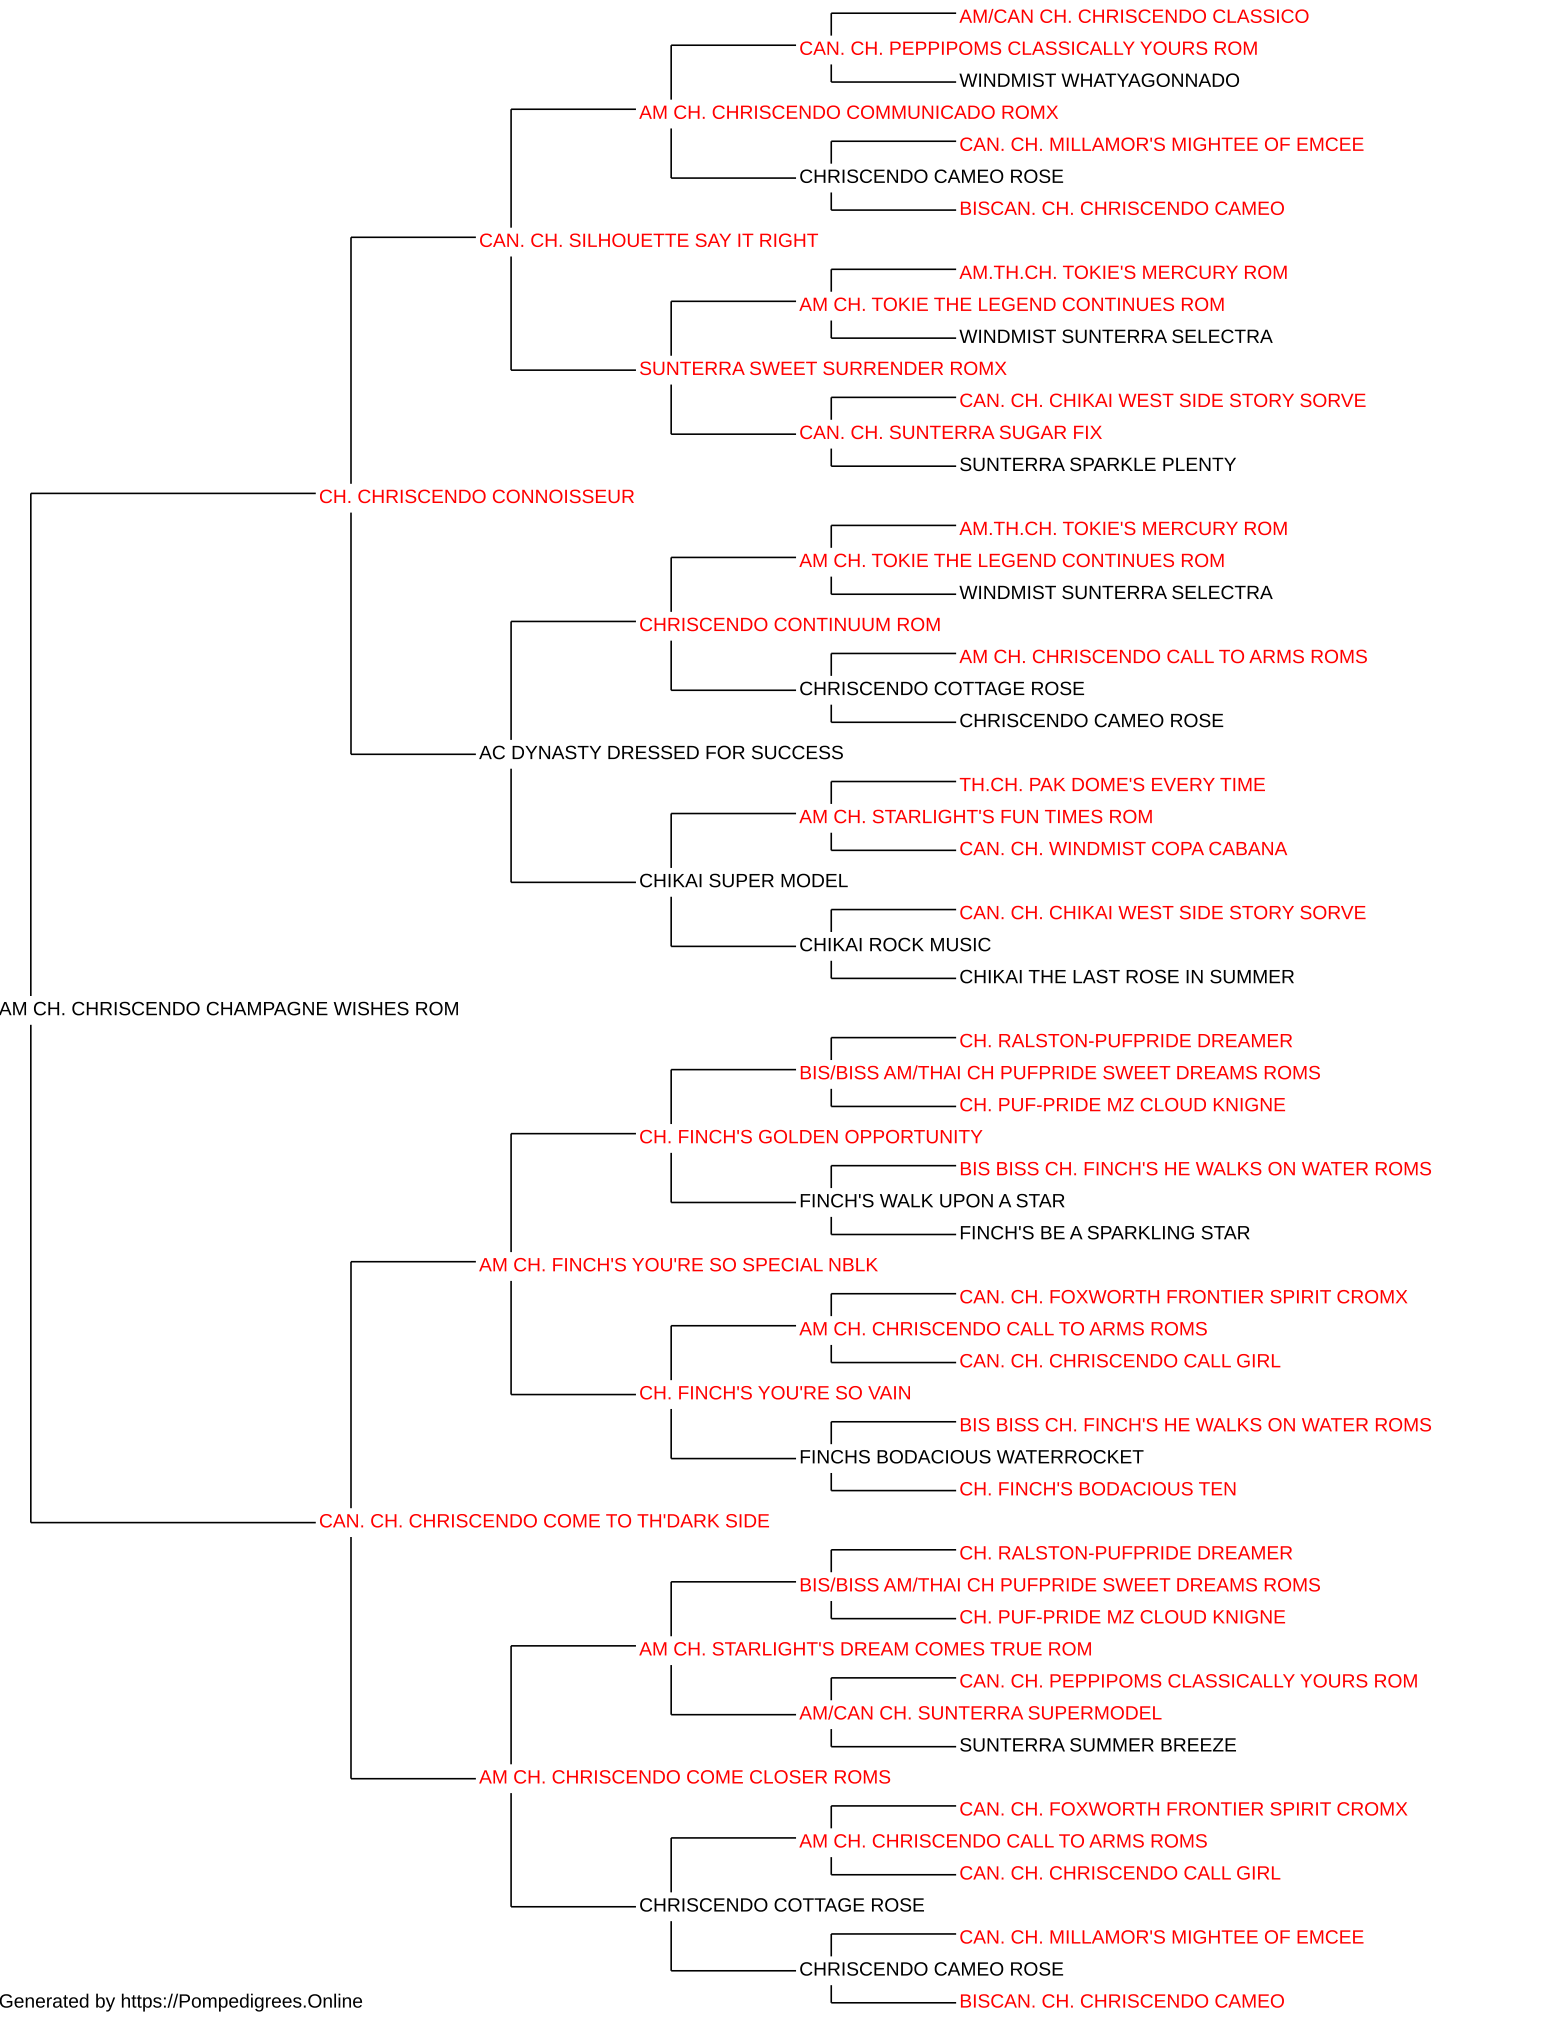 AM/CAN CH. CHRISCENDO CLASSICO
CAN. CH. PEPPIPOMS CLASSICALLY YOURS ROM
WINDMIST WHATYAGONNADO
AM CH. CHRISCENDO COMMUNICADO ROMX
CAN. CH. MILLAMOR'S MIGHTEE OF EMCEE
CHRISCENDO CAMEO ROSE
BISCAN. CH. CHRISCENDO CAMEO
CAN. CH. SILHOUETTE SAY IT RIGHT
AM.TH.CH. TOKIE'S MERCURY ROM
AM CH. TOKIE THE LEGEND CONTINUES ROM
WINDMIST SUNTERRA SELECTRA
SUNTERRA SWEET SURRENDER ROMX
CAN. CH. CHIKAI WEST SIDE STORY SORVE
CAN. CH. SUNTERRA SUGAR FIX
SUNTERRA SPARKLE PLENTY
CH. CHRISCENDO CONNOISSEUR
AM.TH.CH. TOKIE'S MERCURY ROM
AM CH. TOKIE THE LEGEND CONTINUES ROM
WINDMIST SUNTERRA SELECTRA
CHRISCENDO CONTINUUM ROM
AM CH. CHRISCENDO CALL TO ARMS ROMS
CHRISCENDO COTTAGE ROSE
CHRISCENDO CAMEO ROSE
AC DYNASTY DRESSED FOR SUCCESS
TH.CH. PAK DOME'S EVERY TIME
AM CH. STARLIGHT'S FUN TIMES ROM
CAN. CH. WINDMIST COPA CABANA
CHIKAI SUPER MODEL
CAN. CH. CHIKAI WEST SIDE STORY SORVE
CHIKAI ROCK MUSIC
CHIKAI THE LAST ROSE IN SUMMER
AM CH. CHRISCENDO CHAMPAGNE WISHES ROM
CH. RALSTON-PUFPRIDE DREAMER
BIS/BISS AM/THAI CH PUFPRIDE SWEET DREAMS ROMS
CH. PUF-PRIDE MZ CLOUD KNIGNE
CH. FINCH'S GOLDEN OPPORTUNITY
BIS BISS CH. FINCH'S HE WALKS ON WATER ROMS
FINCH'S WALK UPON A STAR
FINCH'S BE A SPARKLING STAR
AM CH. FINCH'S YOU'RE SO SPECIAL NBLK
CAN. CH. FOXWORTH FRONTIER SPIRIT CROMX
AM CH. CHRISCENDO CALL TO ARMS ROMS
CAN. CH. CHRISCENDO CALL GIRL
CH. FINCH'S YOU'RE SO VAIN
BIS BISS CH. FINCH'S HE WALKS ON WATER ROMS
FINCHS BODACIOUS WATERROCKET
CH. FINCH'S BODACIOUS TEN
CAN. CH. CHRISCENDO COME TO TH'DARK SIDE
CH. RALSTON-PUFPRIDE DREAMER
BIS/BISS AM/THAI CH PUFPRIDE SWEET DREAMS ROMS
CH. PUF-PRIDE MZ CLOUD KNIGNE
AM CH. STARLIGHT'S DREAM COMES TRUE ROM
CAN. CH. PEPPIPOMS CLASSICALLY YOURS ROM
AM/CAN CH. SUNTERRA SUPERMODEL
SUNTERRA SUMMER BREEZE
AM CH. CHRISCENDO COME CLOSER ROMS
CAN. CH. FOXWORTH FRONTIER SPIRIT CROMX
AM CH. CHRISCENDO CALL TO ARMS ROMS
CAN. CH. CHRISCENDO CALL GIRL
CHRISCENDO COTTAGE ROSE
CAN. CH. MILLAMOR'S MIGHTEE OF EMCEE
CHRISCENDO CAMEO ROSE
BISCAN. CH. CHRISCENDO CAMEO
Generated by https://Pompedigrees.Online